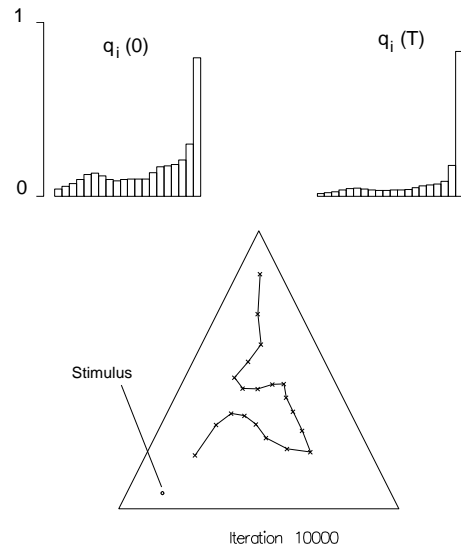 1
q_i (0)
q_i (T)
0
Stimulus
Iteration 10000